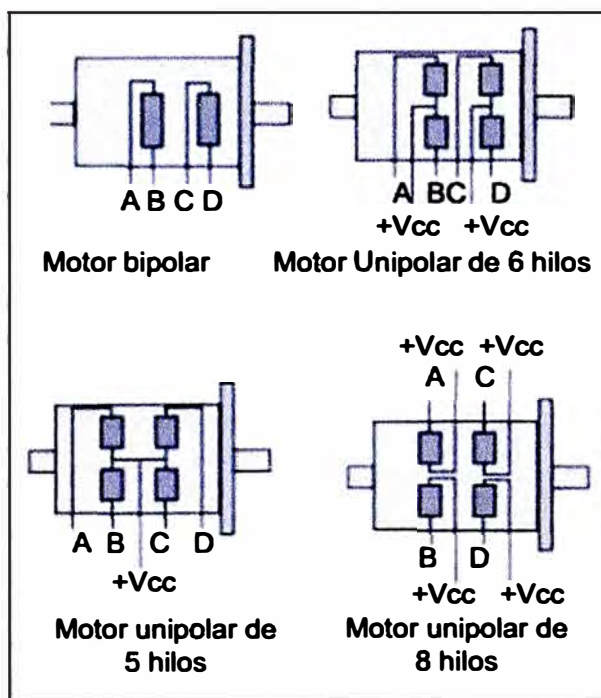 A B C D
Motor bipolar
A B C D
+Vcc +Vcc
Motor Unipolar de 6 hilos
A B C D
+Vcc
Motor unipolar de
5 hilos
+Vcc +Vcc
A C
B D
+Vcc +Vcc
Motor unipolar de
8 hilos